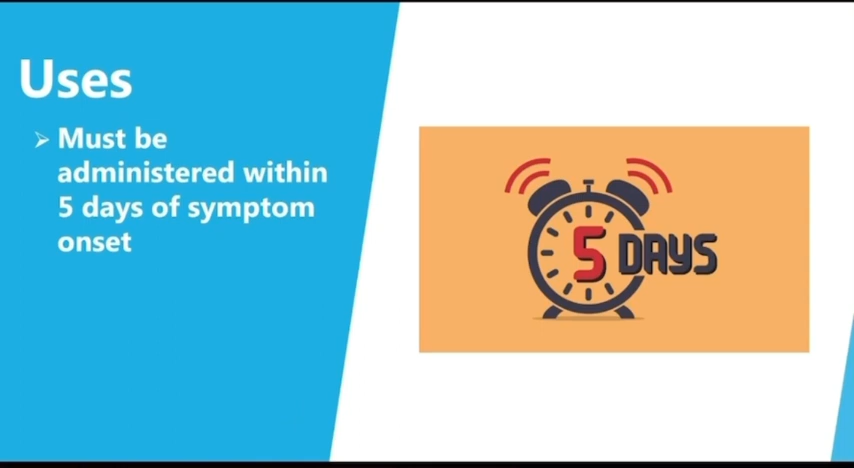 Uses
➢ Must be
administered within
5 days of symptom
onset
5 DAYS